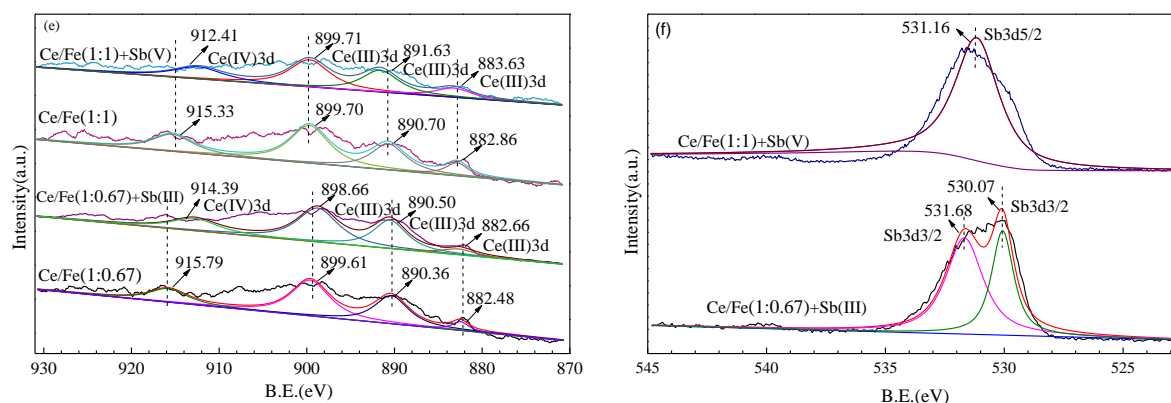 (e)
912.41
Ce/Fe(1:1)+Sb(V)
Ce(IV)3d
899.71
Ce(III)3d
891.63
Ce(III)3d
883.63
Ce(III)3d
Ce/Fe(1:1)
915.33
899.70
890.70
882.86
Ce/Fe(1:0.67)+Sb(III)
914.39
Ce(IV)3d
898.66
Ce(III)3d
890.50
Ce(III)3d
882.66
Ce(III)3d
Ce/Fe(1:0.67)
915.79
899.61
890.36
882.48
Intensity(a.u.)
930 920 910 900 890 880 870
B.E.(eV)
(f)
531.16
Sb3d5/2
Ce/Fe(1:1)+Sb(V)
530.07
Sb3d3/2
531.68
Sb3d3/2
Ce/Fe(1:0.67)+Sb(III)
Intensity(a.u.)
545 540 535 530 525
B.E.(eV)